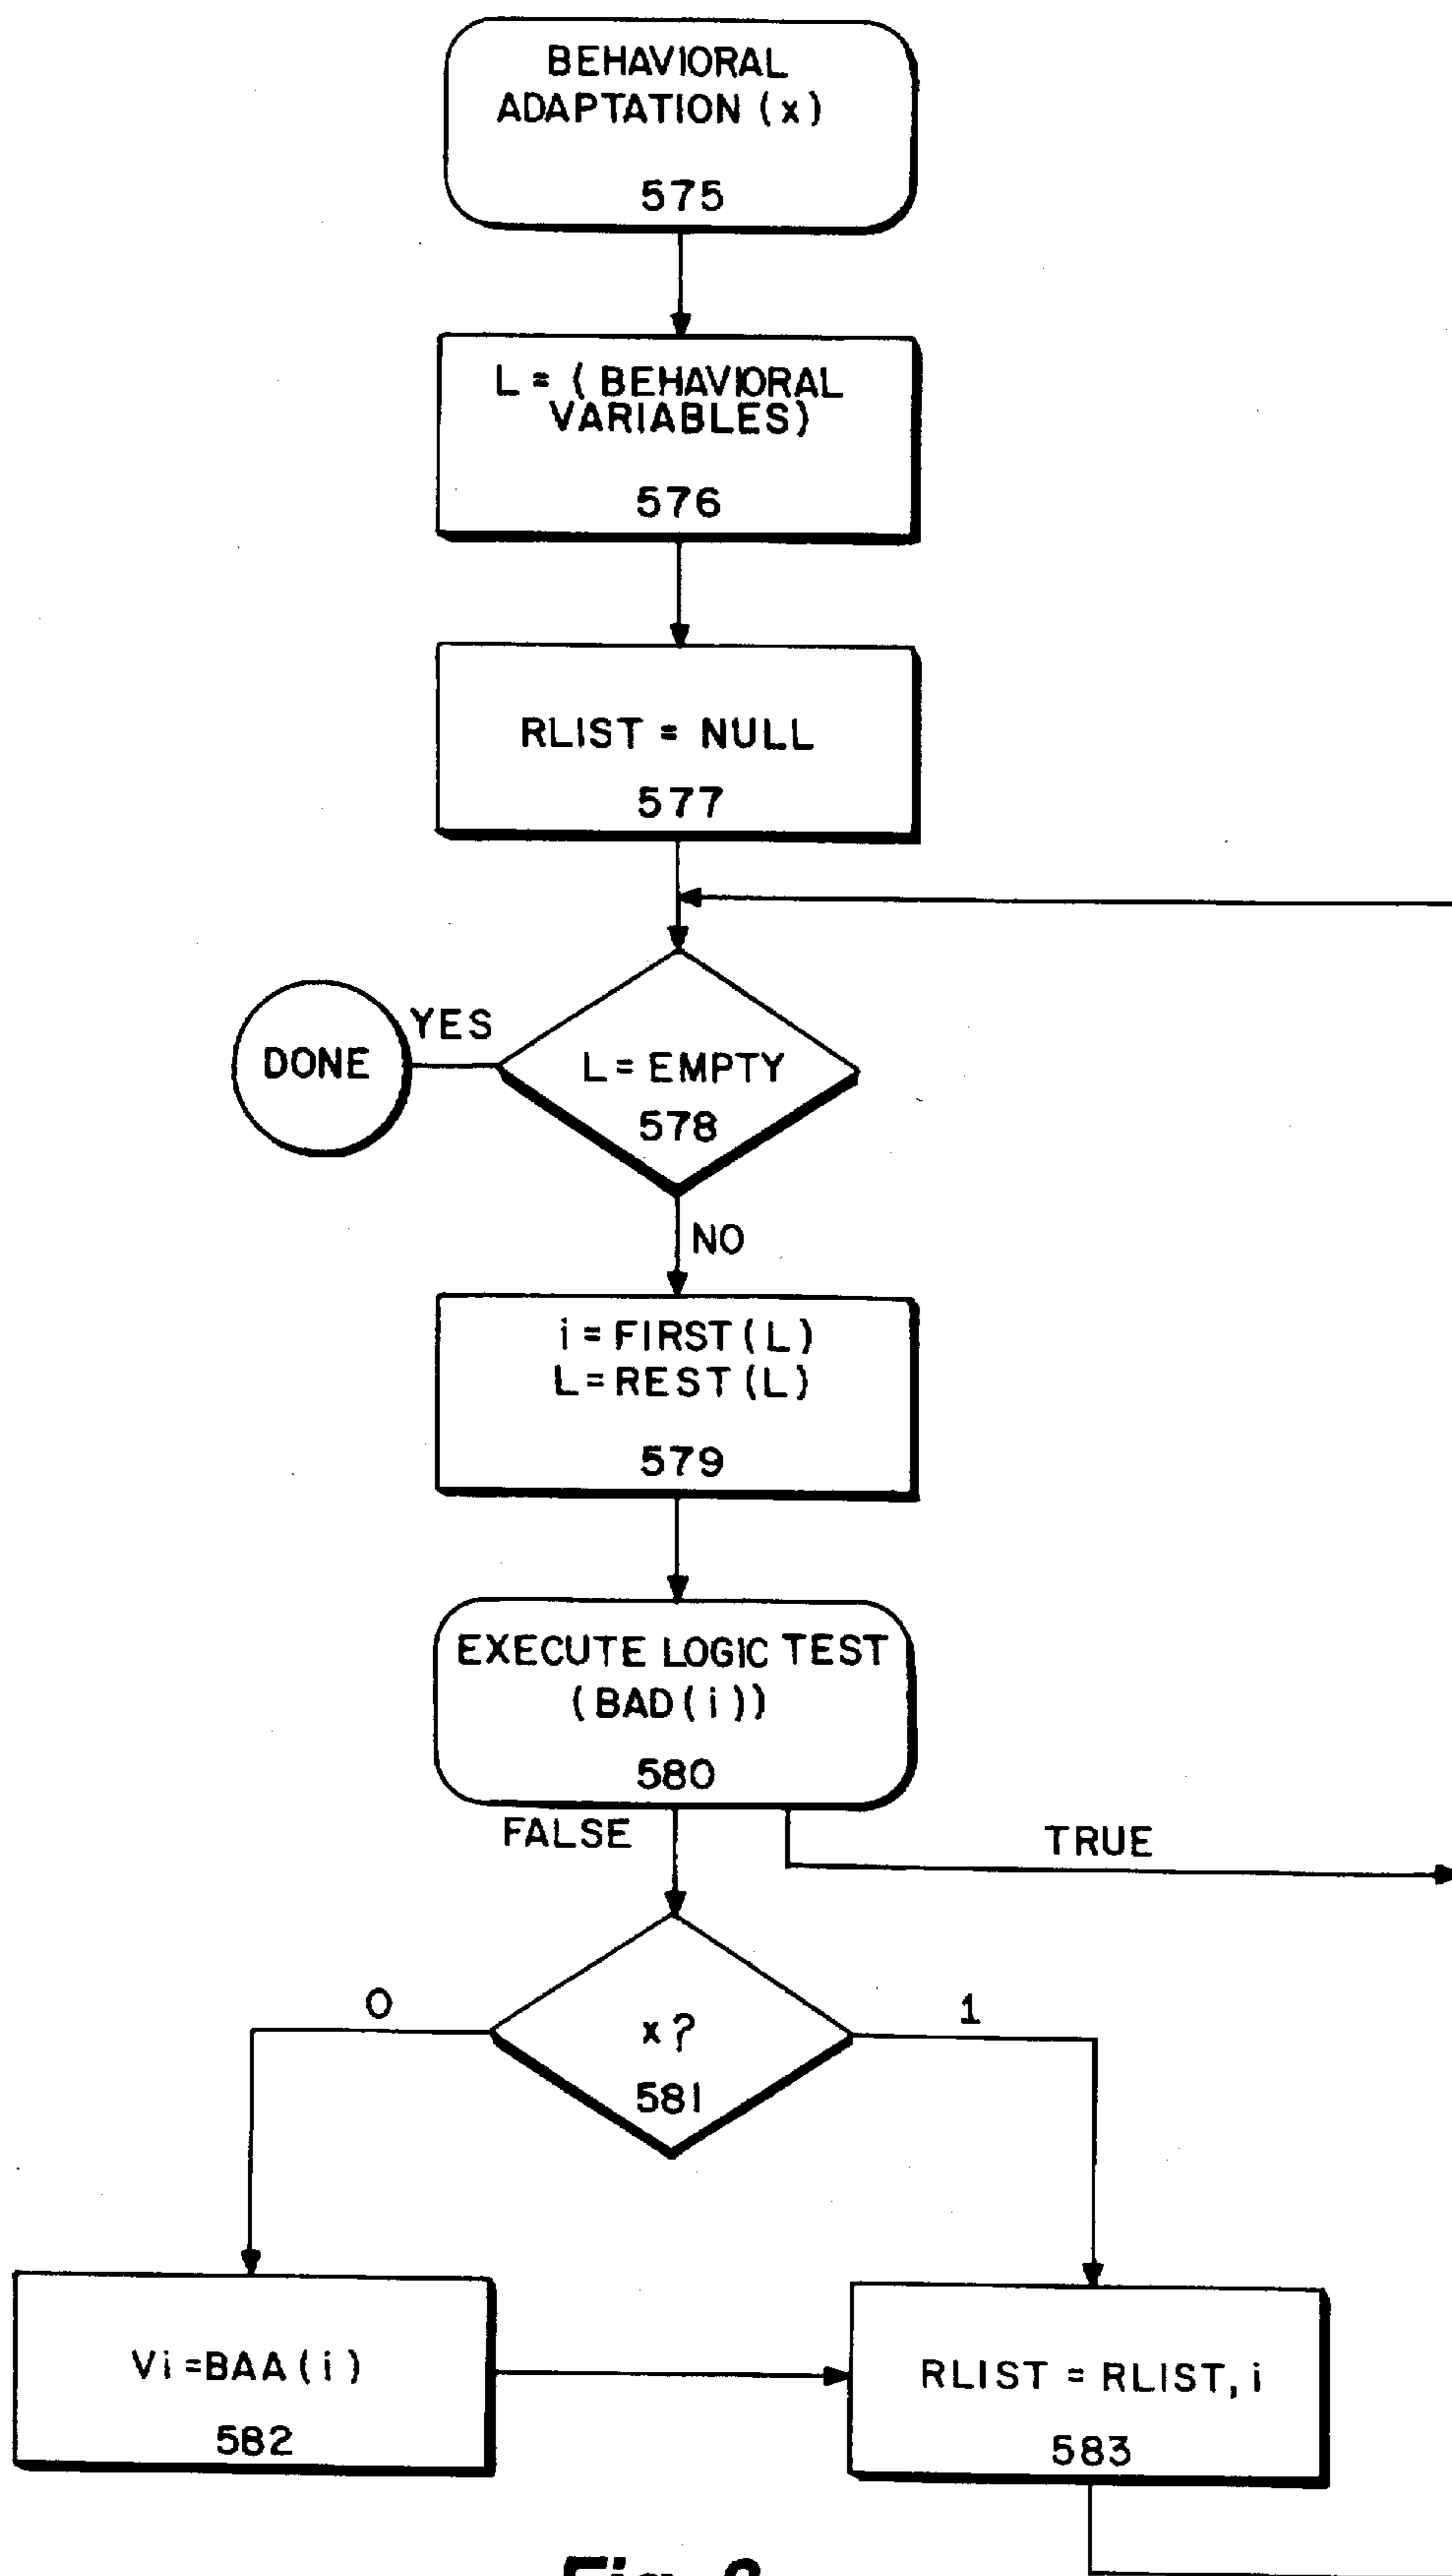 BEHAVIORAL
ADAPTATION (x)
575
L = (BEHAVIORAL
VARIABLES)
576
RLIST = NULL
577
YES
DONE
L = EMPTY
578
NO
i = FIRST (L)
L = REST (L)
579
EXECUTE LOGIC TEST
(BAD (i))
580
FALSE
TRUE
0
x?
1
581
Vi = BAA (i)
582
RLIST = RLIST, i
583